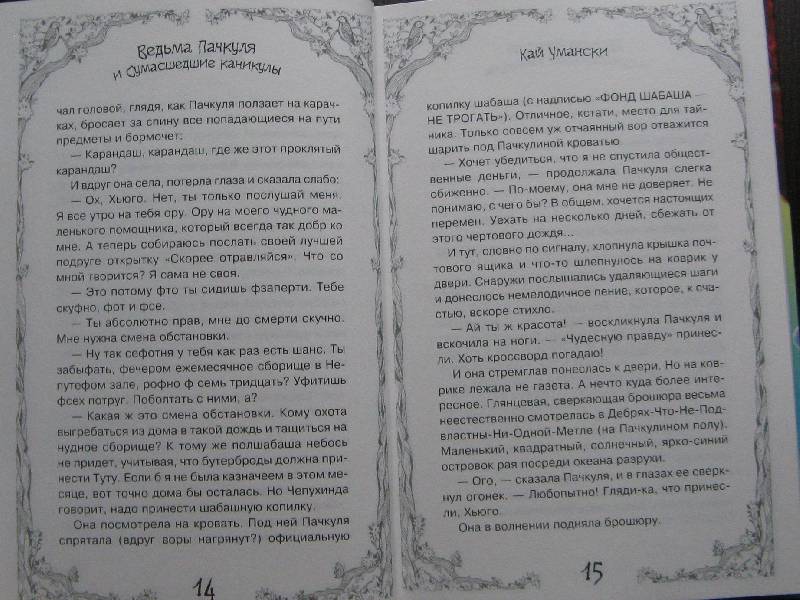 Ведьма Пачкуля
и Сумасшедшие каникулы
чал головой, глядя, как Пачкуля ползает на карач-
ках, бросает за спину все попадающиеся на пути
предметы и бормочет:
— Карандаш, карандаш, где же этот проклятый
карандаш?
И вдруг она села, потерла глаза и сказала слабо:
— Ох, Хьюго. Нет, ты только послушай меня.
Я все утро на тебя ору. Ору на моего чудного ма-
ленького помощника, который всегда так добр ко
мне. А теперь собираюсь послать своей лучшей
подруге открытку «Скорее отравляйся». Что со
мной творится? Я сама не своя.
— Это потому фто ты сидишь фзаперти. Тебе
скуфно, фот и фсе.
— Ты абсолютно прав, мне до смерти скучно.
Мне нужна смена обстановки.
— Ну так сефотня у тебя как раз есть шанс. Ты
забыфать, фечером ежемесячное сборище в Не-
путефом зале, рофно ф семь тридцать? Уфитишь
фсех потруг. Поболтать с ними, а?
— Какая ж это смена обстановки. Кому охота
выгребаться из дома в такой дождь и тащиться на
чудное сборище? К тому же полшабаша небось
не придет, учитывая, что бутерброды должна при-
нести Туту. Если б я не была казначеем в этом ме-
сяце, вот точно дома бы осталась. Но Чепухинда
говорит, надо принести шабашную копилку.
Она посмотрела на кровать. Под ней Пачкуля
спрятала (вдруг воры нагрянут?) официальную
14
Кай Умански
копилку шабаша (с надписью «ФОНД ШАБАША —
НЕ ТРОГАТЬ»). Отличное, кстати, место для тай-
ника. Только совсем уж отчаянный вор отважится
шарить под Пачкулиной кроватью.
— Хочет убедиться, что я не спустила общест-
венные деньги, — продолжала Пачкуля слегка
обиженно. — По-моему, она мне не доверяет. Не
понимаю, с чего бы? В общем, хочется настоящих
перемен. Уехать на несколько дней, сбежать от
этого чертового дождя...
И тут, словно по сигналу, хлопнула крышка поч-
тового ящика и что-то шлепнулось на коврик у
двери. Снаружи послышались удаляющиеся шаги
и донеслось немелодичное пение, которое, к сча-
стью, вскоре стихло.
— Ай ты ж красота! — воскликнула Пачкуля и
вскочила на ноги. — «Чудесную правду» принес-
ли. Хоть кроссворд погадаю!
И она стремглав понеслась к двери. Но на ков-
рике лежала не газета. А нечто куда более инте-
ресное. Глянцевая, сверкающая брошюра весьма
неестественно смотрелась в Дебрях-Что-Не-Под-
властны-Ни-Одной-Метле (на Пачкулином полу).
Маленький, квадратный, солнечный, ярко-синий
островок рая посреди океана разрухи.
— Ого, — сказала Пачкуля, и в глазах ее сверк-
нул огонек. — Любопытно! Гляди-ка, что принес-
ли, Хьюго.
Она в волнении подняла брошюру.
15